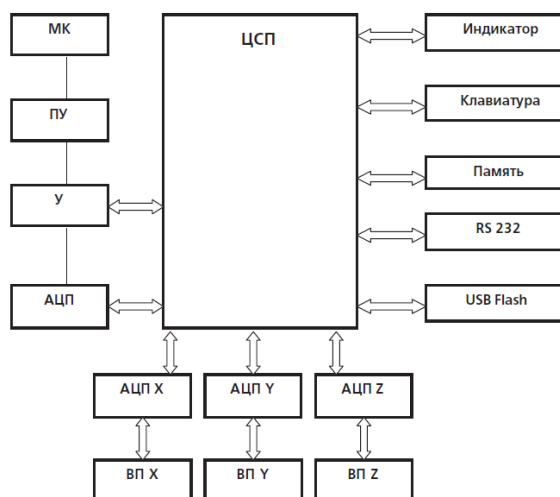 МК
ЦСП
Индикатор
ПУ
Клавиатура
У
Память
RS 232
АЦП
USB Flash
АЦП X
АЦП Y
АЦП Z
ВП X
ВП Y
ВП Z